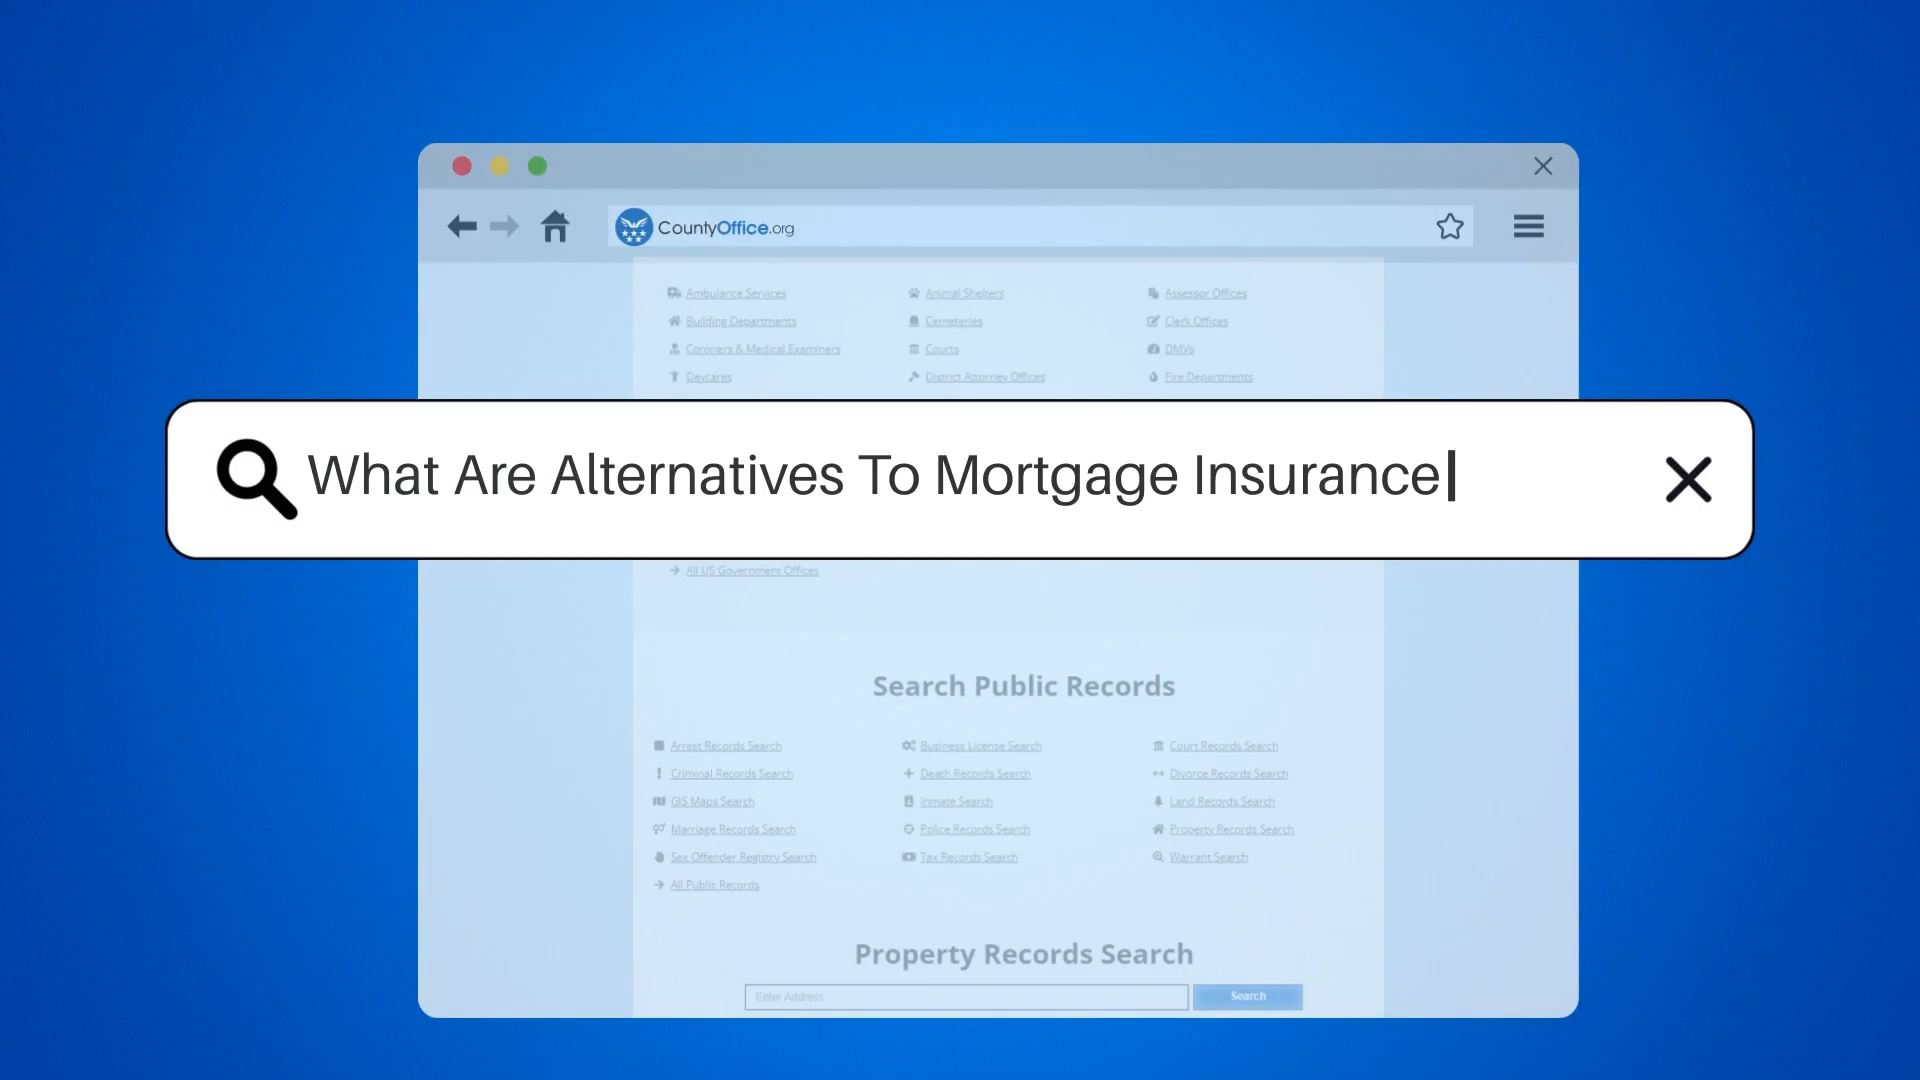 CountyOffice.org
Ambulance Services Animal Shelters Assessor Offices
Building Departments Cemeteries Clerk Offices
Coroners & Medical Examiners Courts DMVs
Daycares District Attorney Offices Fire Departments
What Are Alternatives To Mortgage Insurance
All US Government Offices
Search Public Records
Arrest Records Search Business License Search Court Records Search
Criminal Records Search Death Records Search Divorce Records Search
GIS Maps Search Inmate Search Land Records Search
Marriage Records Search Police Records Search Property Records Search
Sex Offender Registry Search Tax Records Search Warrant Search
All Public Records
Property Records Search
Enter Address Search